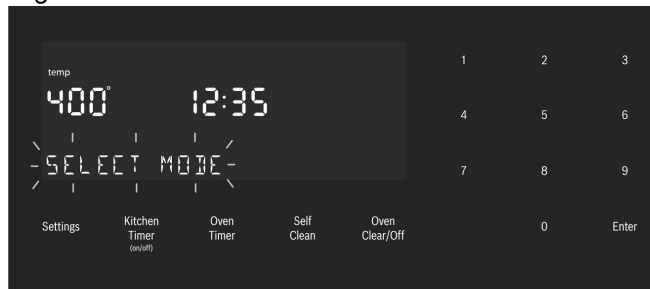 temp
400° 12:35
SELECT MODE
1 2 3
4 5 6
7 8 9
0 Enter
Settings
Kitchen
Timer
(on/off)
Oven
Timer
Self
Clean
Oven
Clear/Off